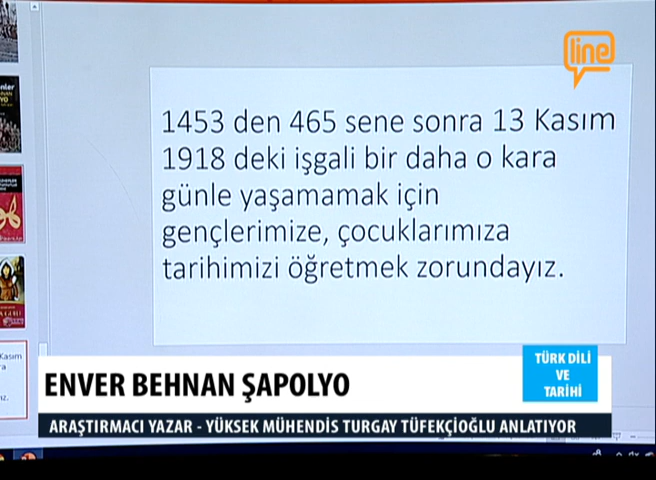 line
1453 den 465 sene sonra 13 Kasım
1918 deki işgali bir daha o kara
günle yaşamamak için
gençlerimize, çocuklarımıza
tarihimizi öğretmek zorundayız.
TÜRK DİLİ
VE
TARİHİ
ENVER BEHNAN ŞAPOLYO
ARAŞTIRMACI YAZAR - YÜKSEK MÜHENDİS TURGAY TÜFEKÇİOĞLU ANLATIYOR